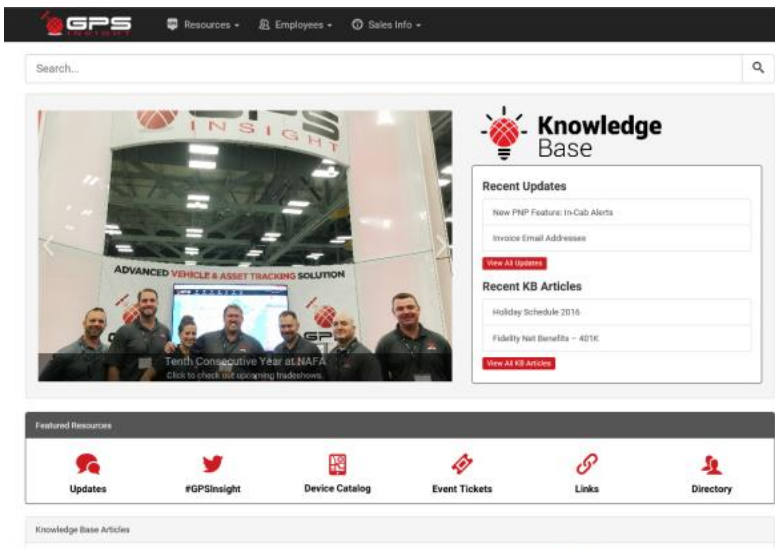 GPS
INSIGHT
Resources
Employees
Sales Info
Search...
GPS
INSIGHT
ADVANCED VEHICLE & ASSET TRACKING SOLUTION
Tenth Consecutive Year at NAFA
Click to check out upcoming tradeshows.
Knowledge
Base
Recent Updates
New PNP Feature: In-Cab Alerts
Invoice Email Addresses
View All Updates
Recent KB Articles
Holiday Schedule 2016
Fidelity Net Benefits – 401K
View All KB Articles
Featured Resources
Updates
#GPSInsight
Device Catalog
Event Tickets
Links
Directory
Knowledge Base Articles